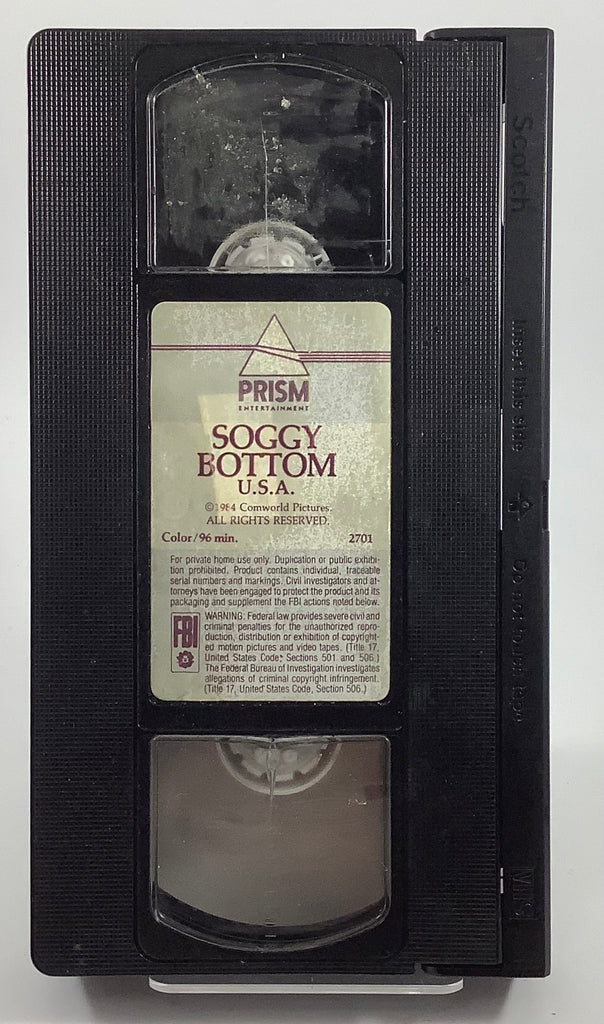 PRISM
ENTERTAINMENT
SOGGY
BOTTOM
U.S.A.
©1984 Comworld Pictures.
ALL RIGHTS RESERVED.
Color/96 min. 2701
For private home use only. Duplication or public exhibi-
tion prohibited. Product contains individual, traceable
serial numbers and markings. Civil investigators and at-
torneys have been engaged to protect the product and its
packaging and supplement the FBI actions noted below.
FBI
WARNING: Federal law provides severe civil and
criminal penalties for the unauthorized repro-
duction, distribution or exhibition of copyright-
ed motion pictures and video tapes. (Title 17,
United States Code, Sections 501 and 506.)
The Federal Bureau of Investigation investigates
allegations of criminal copyright infringement.
(Title 17, United States Code, Section 506.)
Scotch
Insert this side
Do not touch tape
VHS